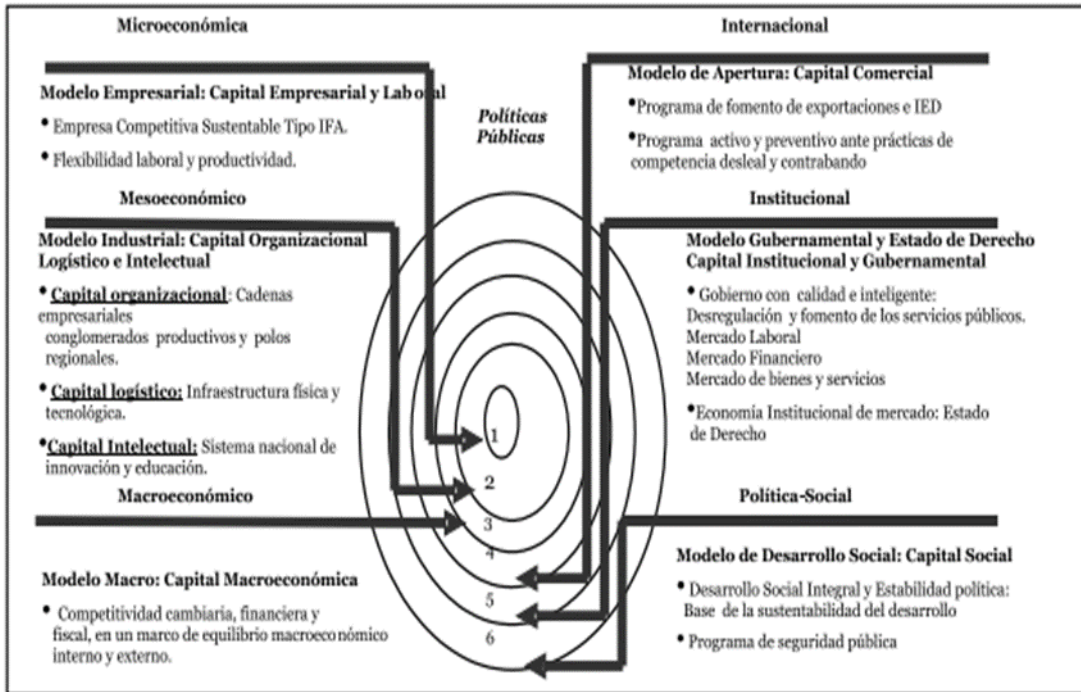 Microeconómica
Modelo Empresarial: Capital Empresarial y Laboral
• Empresa Competitiva Sustentable Tipo IFA.
• Flexibilidad laboral y productividad.
Mesoeconómico
Modelo Industrial: Capital Organizacional
Logístico e Intelectual
• Capital organizacional: Cadenas
empresariales
conglomerados productivos y polos
regionales.
• Capital logístico: Infraestructura física y
tecnológica.
• Capital Intelectual: Sistema nacional de
innovación y educación.
Macroeconómico
Modelo Macro: Capital Macroeconómica
• Competitividad cambiaria, financiera y
fiscal, en un marco de equilibrio macroeconómico
interno y externo.
Políticas
Públicas
1
2
3
4
5
6
Internacional
Modelo de Apertura: Capital Comercial
• Programa de fomento de exportaciones e IED
• Programa activo y preventivo ante prácticas de
competencia desleal y contrabando
Institucional
Modelo Gubernamental y Estado de Derecho
Capital Institucional y Gubernamental
• Gobierno con calidad e inteligente:
Desregulación y fomento de los servicios públicos.
Mercado Laboral
Mercado Financiero
Mercado de bienes y servicios
• Economía Institucional de mercado: Estado
de Derecho
Política-Social
Modelo de Desarrollo Social: Capital Social
• Desarrollo Social Integral y Estabilidad política:
Base de la sustentabilidad del desarrollo
• Programa de seguridad pública